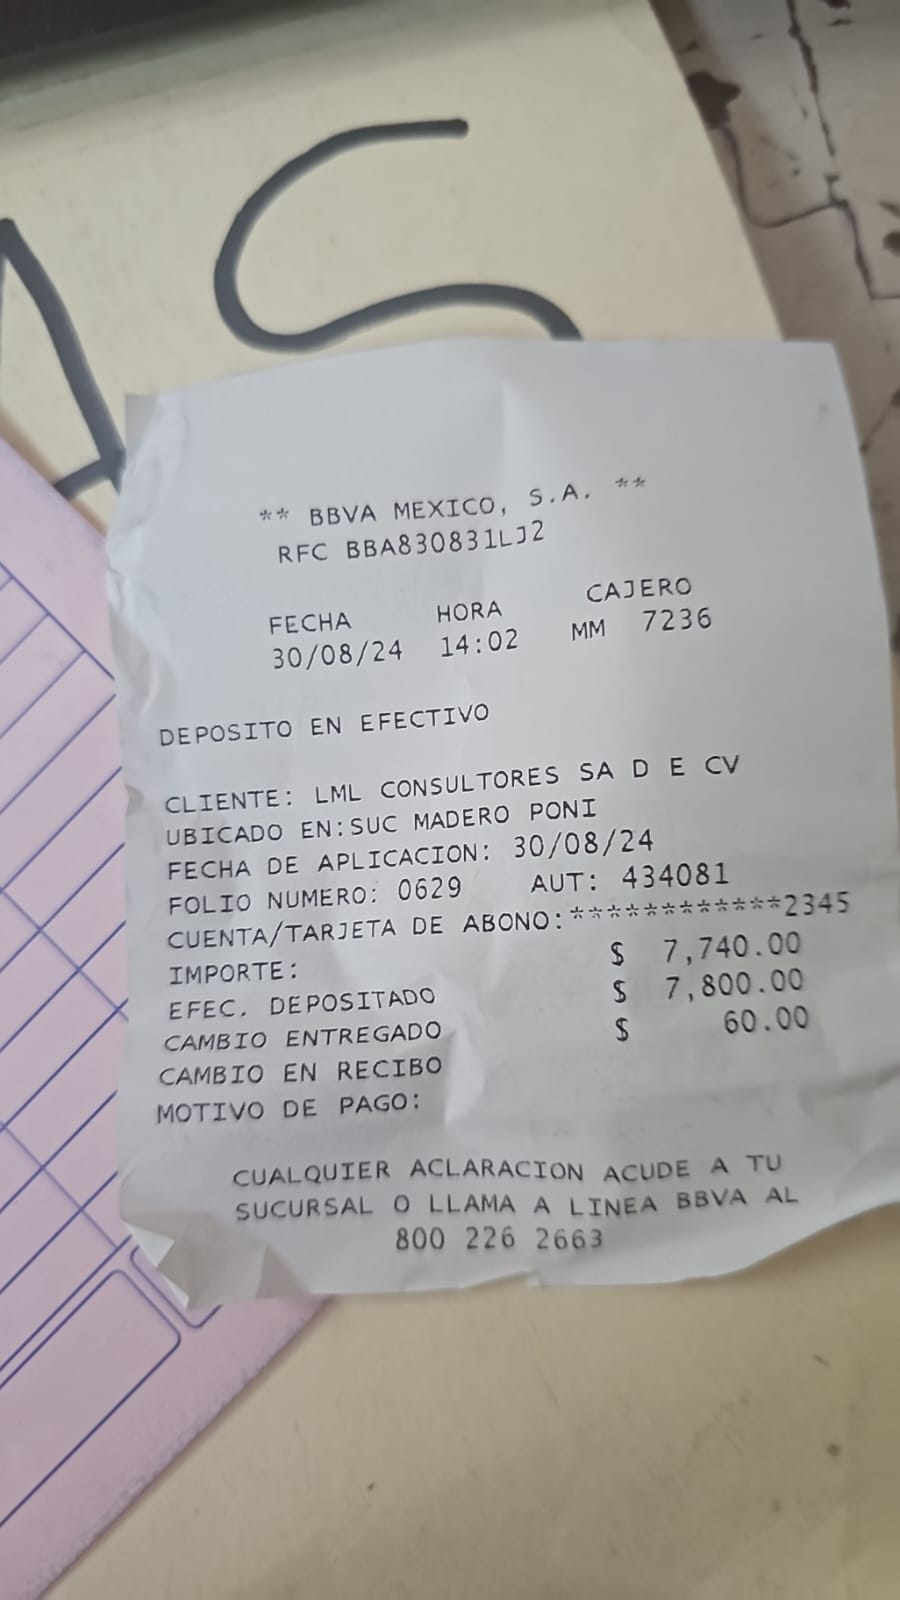 ** BBVA MEXICO, S.A. **
RFC BBA830831LJ2
FECHA HORA CAJERO
30/08/24 14:02 MM 7236
DEPOSITO EN EFECTIVO
CLIENTE: LML CONSULTORES SA D E CV
UBICADO EN:SUC MADERO PONI
FECHA DE APLICACION: 30/08/24
FOLIO NUMERO: 0629 AUT: 434081
CUENTA/TARJETA DE ABONO:************2345
IMPORTE: $ 7,740.00
EFEC. DEPOSITADO $ 7,800.00
CAMBIO ENTREGADO $ 60.00
CAMBIO EN RECIBO
MOTIVO DE PAGO:
CUALQUIER ACLARACION ACUDE A TU
SUCURSAL O LLAMA A LINEA BBVA AL
800 226 2663